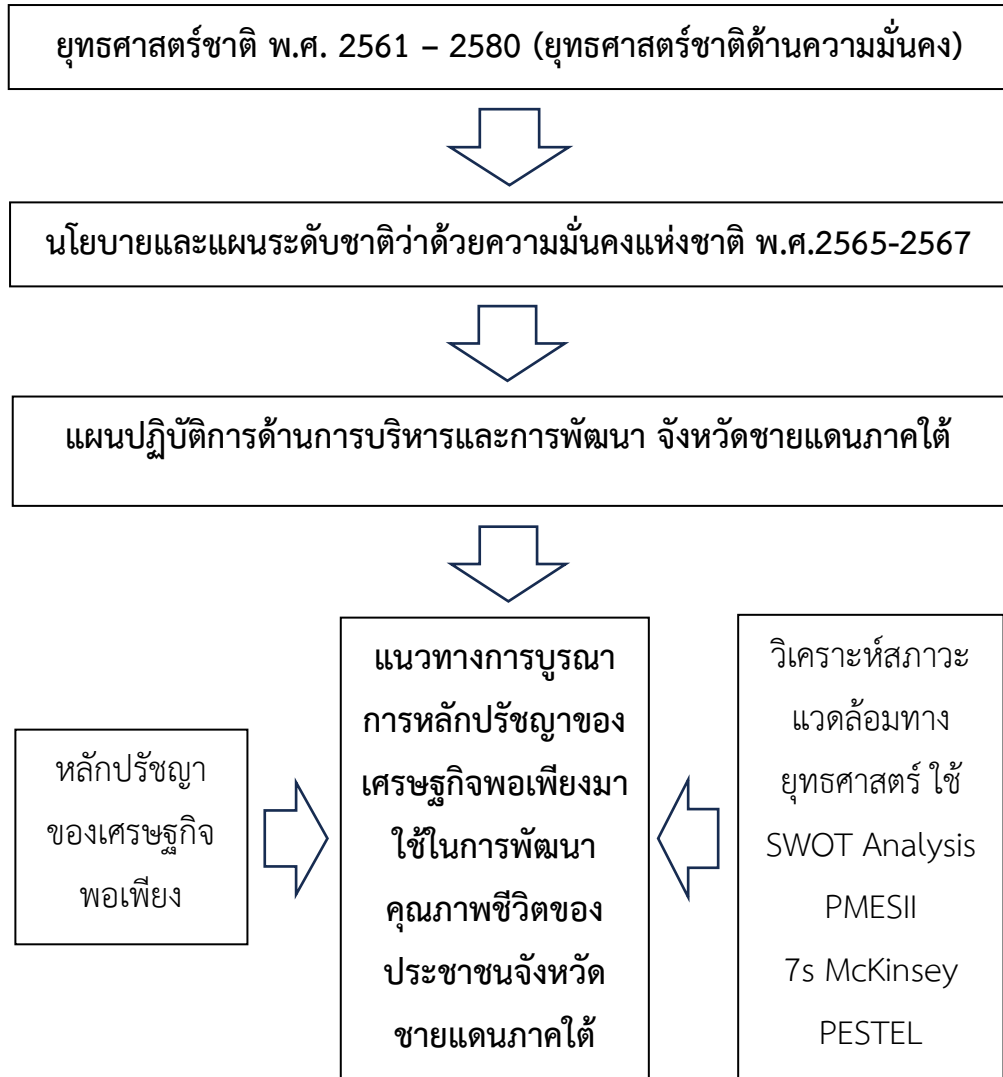 ยุทธศาสตร์ชาติ พ.ศ. 2561 – 2580 (ยุทธศาสตร์ชาติด้านความมั่นคง)
นโยบายและแผนระดับชาติว่าด้วยความมั่นคงแห่งชาติ พ.ศ.2565-2567
แผนปฏิบัติการด้านการบริหารและการพัฒนา จังหวัดชายแดนภาคใต้
หลักปรัชญา
ของเศรษฐกิจ
พอเพียง
แนวทางการบูรณา
การหลักปรัชญาของ
เศรษฐกิจพอเพียงมา
ใช้ในการพัฒนา
คุณภาพชีวิตของ
ประชาชนจังหวัด
ชายแดนภาคใต้
วิเคราะห์สภาวะ
แวดล้อมทาง
ยุทธศาสตร์ ใช้
SWOT Analysis
PMESII
7s McKinsey
PESTEL